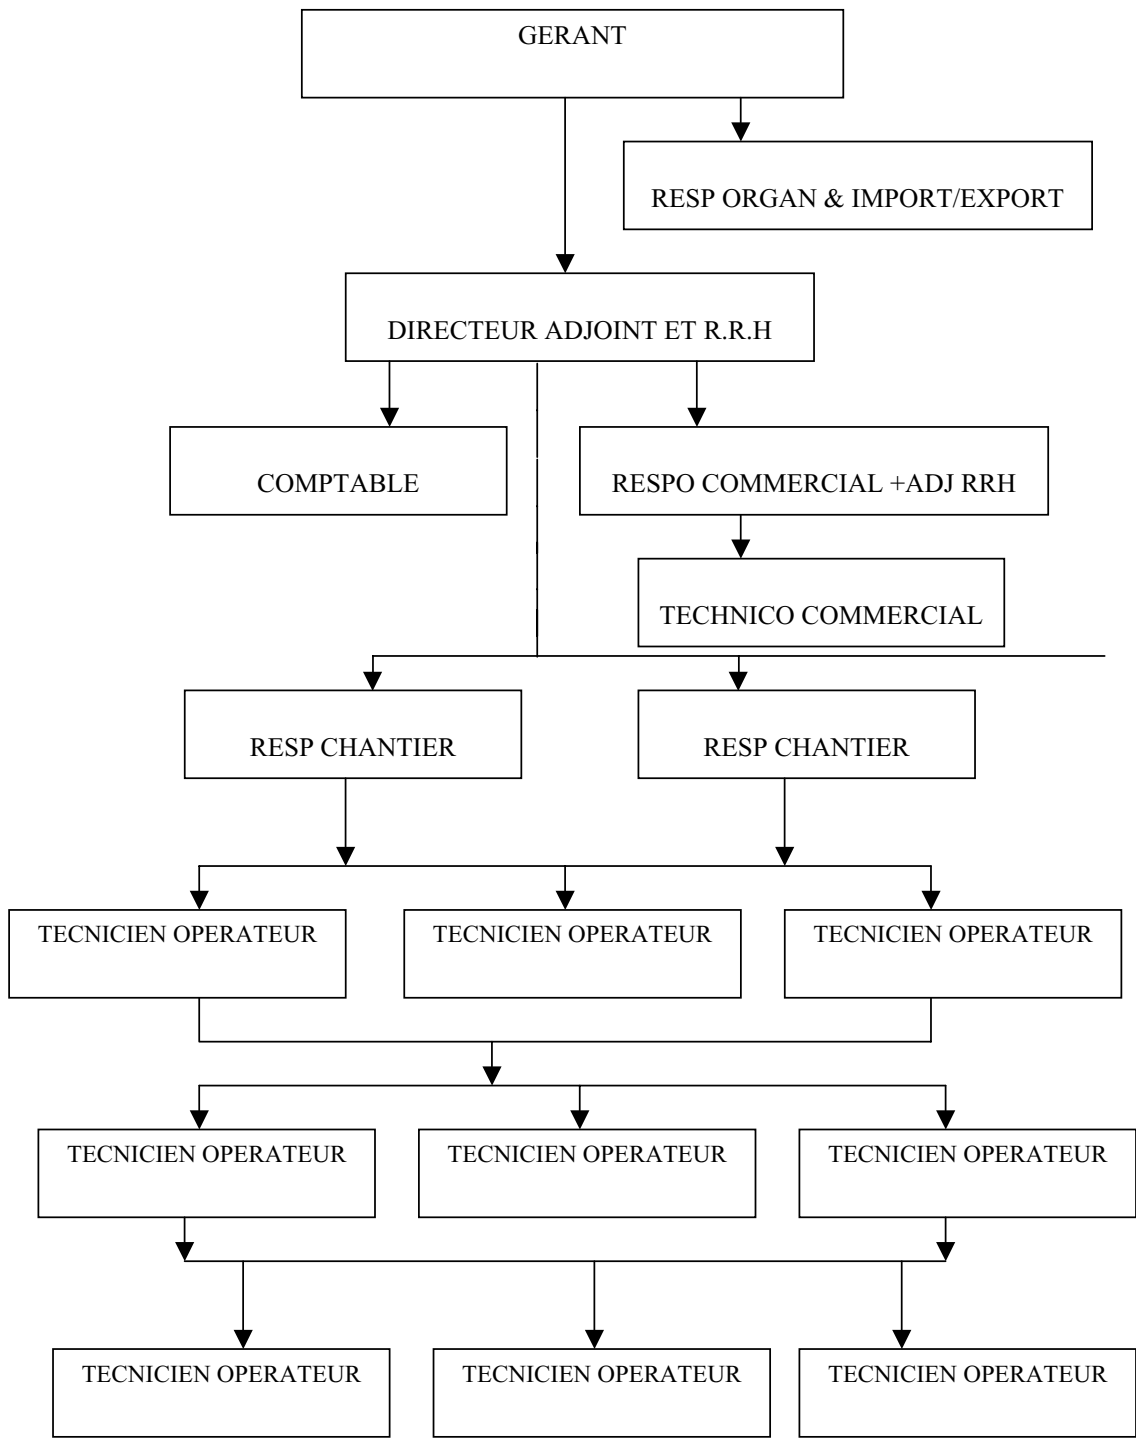 GERANT
RESP ORGAN & IMPORT/EXPORT
DIRECTEUR ADJOINT ET R.R.H
COMPTABLE
RESPO COMMERCIAL +ADJ RRH
TECHNICO COMMERCIAL
RESP CHANTIER
RESP CHANTIER
TECNICIEN OPERATEUR
TECNICIEN OPERATEUR
TECNICIEN OPERATEUR
TECNICIEN OPERATEUR
TECNICIEN OPERATEUR
TECNICIEN OPERATEUR
TECNICIEN OPERATEUR
TECNICIEN OPERATEUR
TECNICIEN OPERATEUR